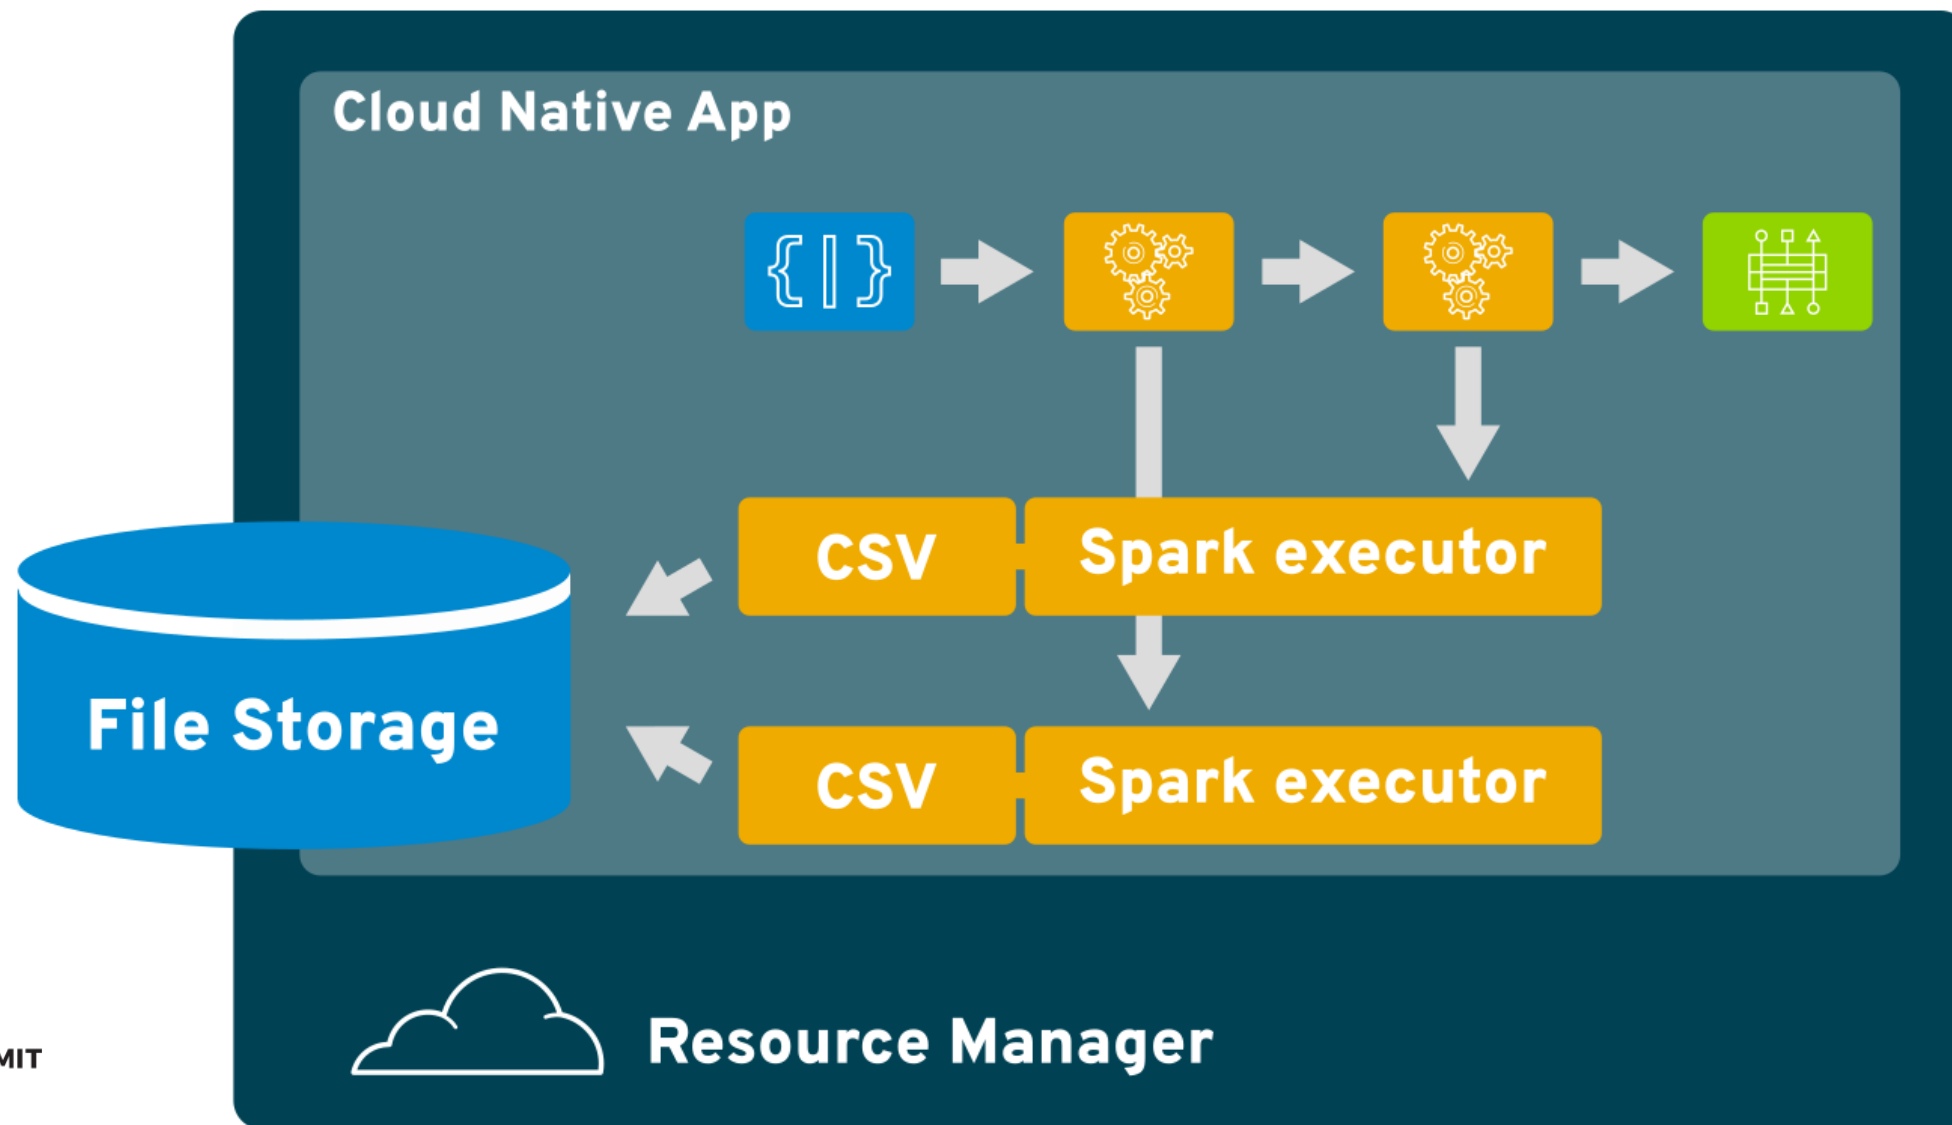 Cloud Native App
{|}
CSV
Spark executor
File Storage
CSV
Spark executor
Resource Manager
MIT